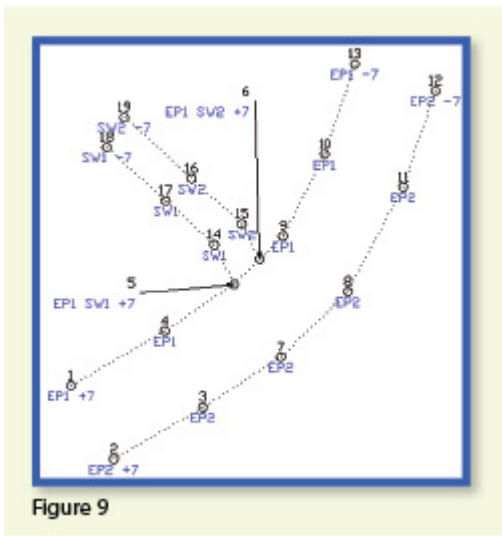 13
EP1 -7
12
EP2 -7
6
EP1 SW2 +7
19
SW2 -7
18
SW1 -7
10
EP1
16
SW2
11
EP2
17
SW1
15
SW2
9
EP1
14
SW1
5
EP1 SW1 +7
8
EP2
4
EP1
7
EP2
1
EP1 +7
3
EP2
2
EP2 +7
Figure 9